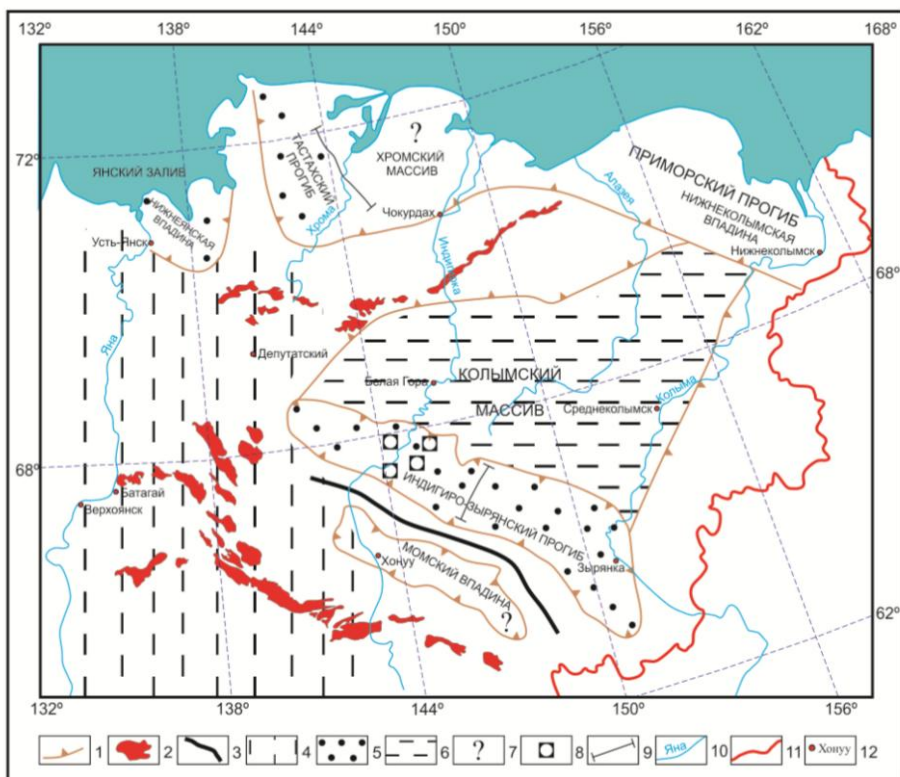 132° 138° 144° 150° 156° 162° 168°
72°
ЯНСКИЙ ЗАЛИВ
НИЖНЕЯНСКАЯ
ВПАДИНА
Усть-Янск
ТАСТАХСКИЙ
ПРОГИБ
Хрома
?
ХРОМСКИЙ
МАССИВ
Чокурдах
Индигирка
Алазея
ПРИМОРСКИЙ ПРОГИБ
НИЖНЕКОЛЫМСКАЯ
ВПАДИНА
Нижнеколымск
68°
Яна
Депутатский
Белая Гора
КОЛЫМСКИЙ
МАССИВ
Среднеколымск
Колыма
68°
Батагай
Верхоянск
ИНДИГИРО-ЗЫРЯНСКИЙ ПРОГИБ
МОМСКИЙ ВПАДИНА
Хонуу
?
Зырянка
62°
132° 138° 144° 150° 156°
1 2 3 4 5 6 ? 7 8 9 Яна 10 11 Хонуу 12